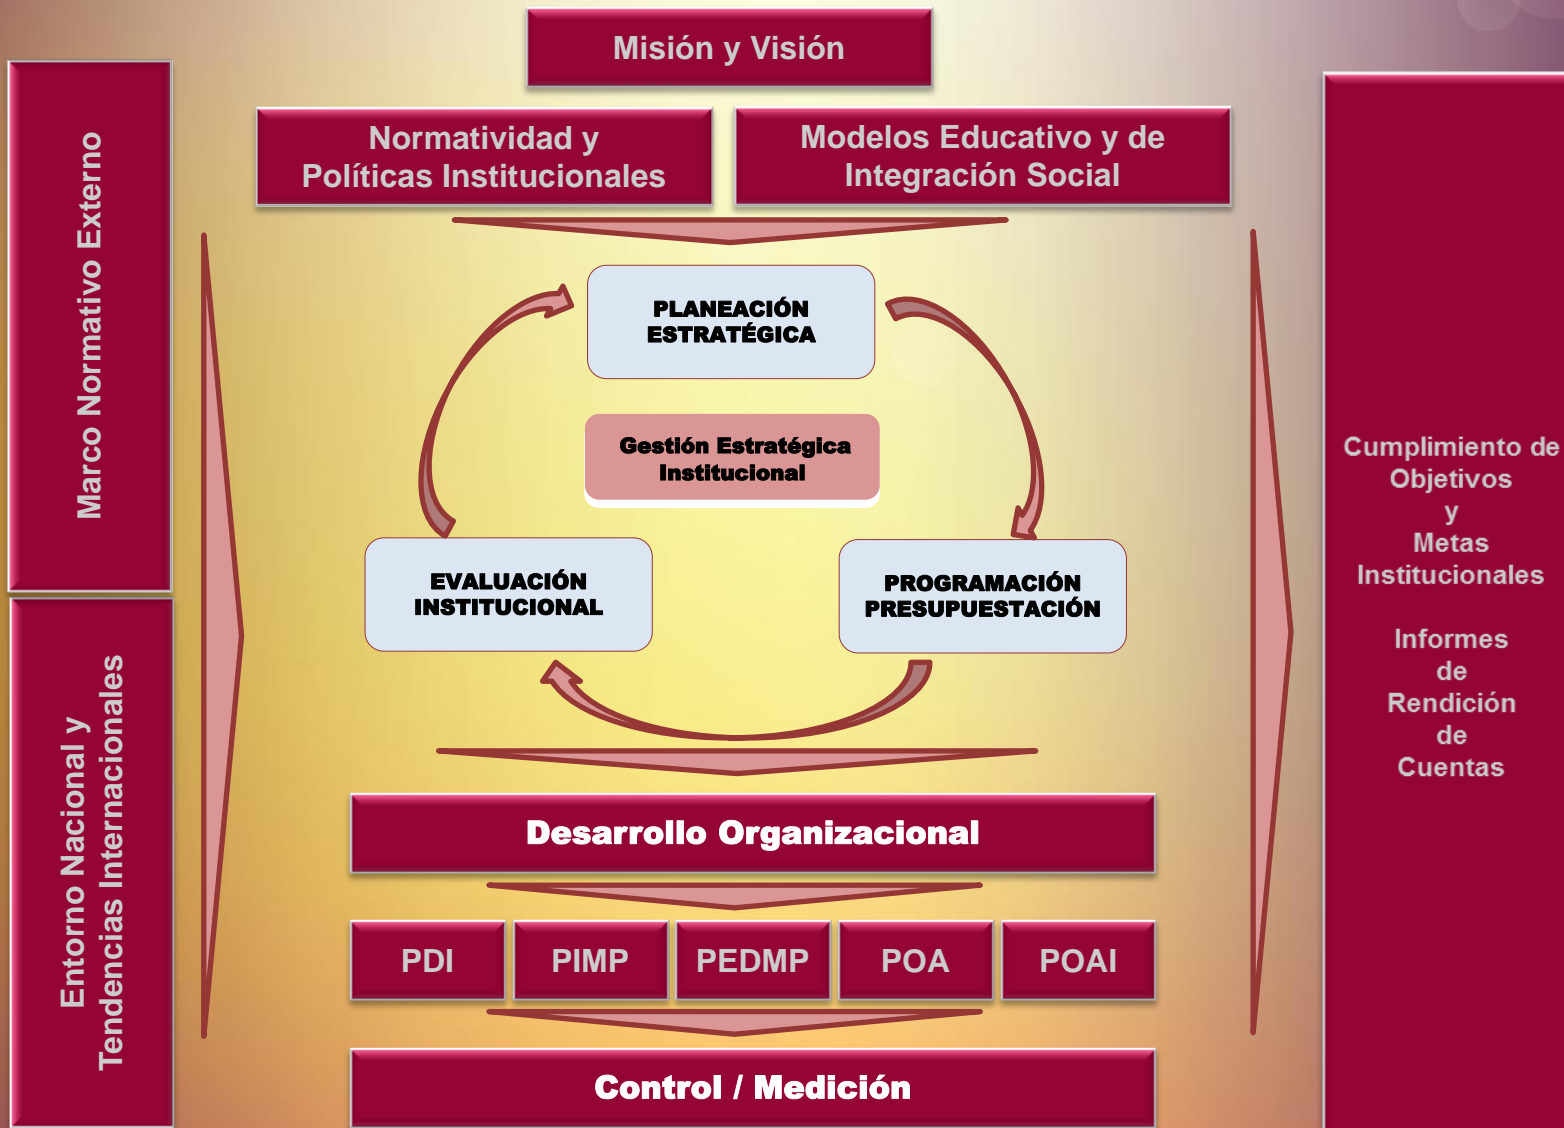 Misión y Visión
Marco Normativo Externo
Normatividad y
Políticas Institucionales
Modelos Educativo y de
Integración Social
PLANEACIÓN
ESTRATÉGICA
Gestión Estratégica
Institucional
EVALUACIÓN
INSTITUCIONAL
PROGRAMACIÓN
PRESUPUESTACIÓN
Entorno Nacional y
Tendencias Internacionales
Desarrollo Organizacional
PDI
PIMP
PEDMP
POA
POAI
Control / Medición
Cumplimiento de
Objetivos
y
Metas
Institucionales
Informes
de
Rendición
de
Cuentas